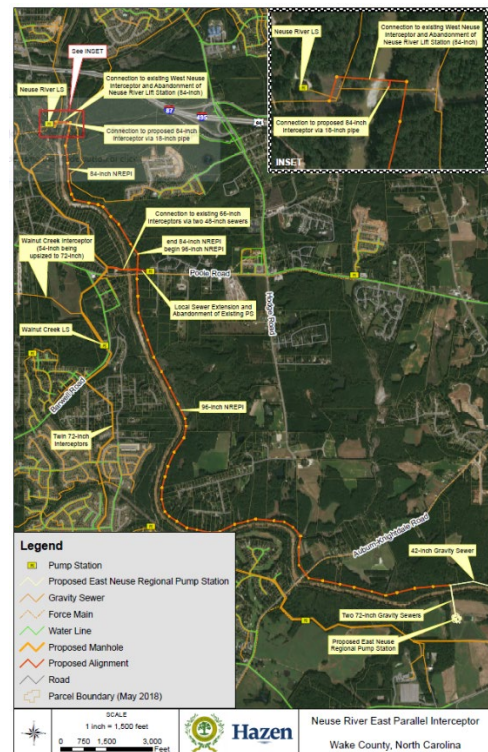 Neuse River LS
See INSET
Connection to existing West Neuse
Interceptor and Abandonment of
Neuse River Lift Station (54-inch)
Connection to proposed 84-inch
interceptor via 18-inch pipe
87
495
64
84-inch NREPI
Neuse River LS
Connection to existing West Neuse
Interceptor and Abandonment of
Neuse River Lift Station (54-inch)
Connection to proposed 84-inch
interceptor via 18-inch pipe
INSET
Connection to existing 66-inch
interceptors via two 48-inch sewers
Walnut Creek Interceptor
(54-inch being
upsized to 72-inch)
end 84-inch NREPI
begin 96-inch NREPI
Poole Road
Hodge Road
Local Sewer Extension and
Abandonment of Existing PS
Walnut Creek LS
Barwell Road
96-inch NREPI
Twin 72-inch
Interceptors
Auburn-Knightdale Road
42-inch Gravity Sewer
Two 72-inch Gravity Sewers
Proposed East Neuse
Regional Pump Station
Legend
Pump Station
Proposed East Neuse Regional Pump Station
Gravity Sewer
Force Main
Water Line
Proposed Manhole
Proposed Alignment
Road
Parcel Boundary (May 2018)
SCALE
1 inch = 1,500 feet
0 750 1,500 3,000
Feet
Hazen
Neuse River East Parallel Interceptor
Wake County, North Carolina